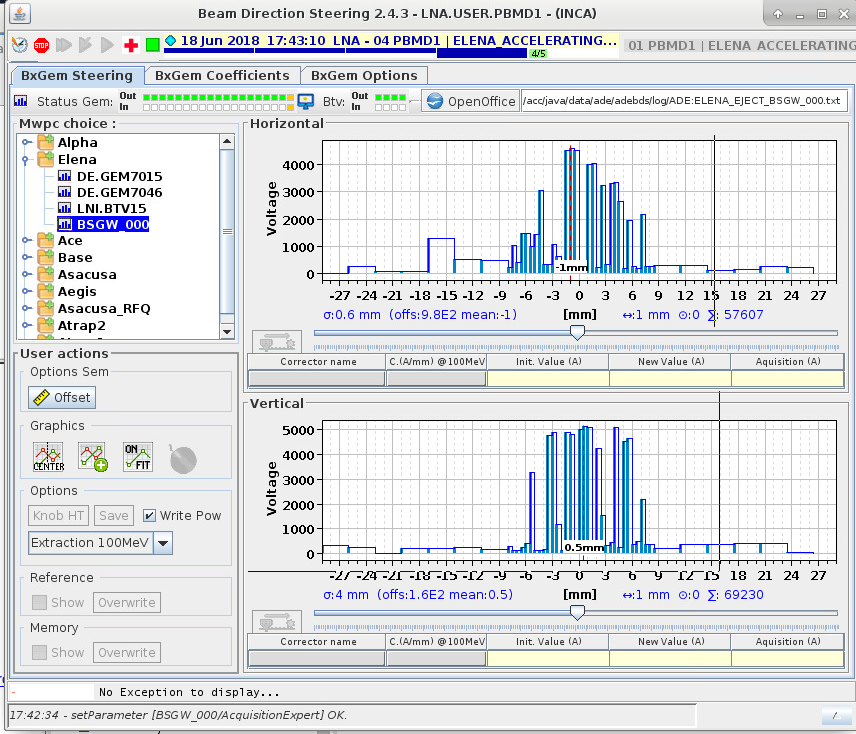 Beam Direction Steering 2.4.3 - LNA.USER.PBMD1 - (INCA)
STOP
18 Jun 2018 17:43:10 LNA - 04 PBMD1 | ELENA_ACCELERATING...
4/5
01 PBMD1 | ELENA_ACCELERATING
BxGem Steering
BxGem Coefficients
BxGem Options
Status Gem: Out In
Btv: Out In
OpenOffice
/acc/java/data/ade/adebds/log/ADE:ELENA_EJECT_BSGW_000.txt
Mwpc choice :
Alpha
Elena
DE.GEM7015
DE.GEM7046
LNI.BTV15
BSGW_000
Ace
Base
Asacusa
Aegis
Asacusa_RFQ
Atrap2
User actions
Options Sem
Offset
Graphics
CENTER
ON FIT
Options
Knob HT
Save
Write Pow
Extraction 100MeV
Reference
Show
Overwrite
Memory
Show
Overwrite
Horizontal
Voltage
4000
3000
2000
1000
0
-1mm
-27 -24 -21 -18 -15 -12 -9 -6 -3 0 3 6 9 12 15 18 21 24 27
σ:0.6 mm (offs:9.8E2 mean:-1) [mm] ↔:1 mm ⊙:0 ∑: 57607
Corrector name C.(A/mm) @100MeV Init. Value (A) New Value (A) Aquisition (A)
Vertical
Voltage
5000
4000
3000
2000
1000
0
0.5mm
-27 -24 -21 -18 -15 -12 -9 -6 -3 0 3 6 9 12 15 18 21 24 27
σ:4 mm (offs:1.6E2 mean:0.5) [mm] ↔:1 mm ⊙:0 ∑: 69230
Corrector name C.(A/mm) @100MeV Init. Value (A) New Value (A) Aquisition (A)
- No Exception to display...
17:42:34 - setParameter [BSGW_000/AcquisitionExpert] OK.